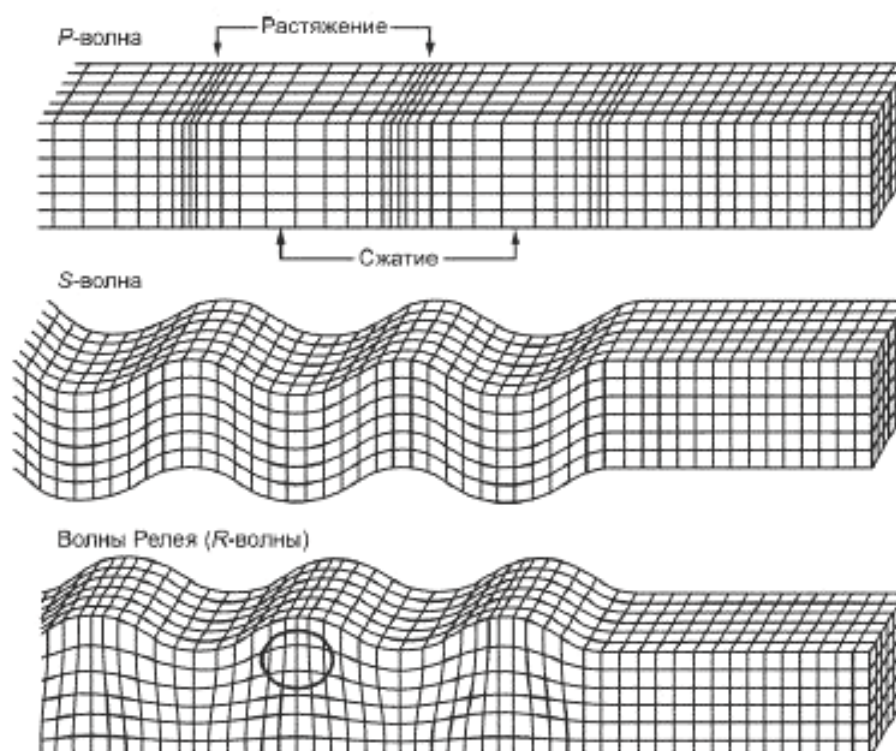 P-волна
Растяжение
Сжатие
S-волна
Волны Релея (R-волны)